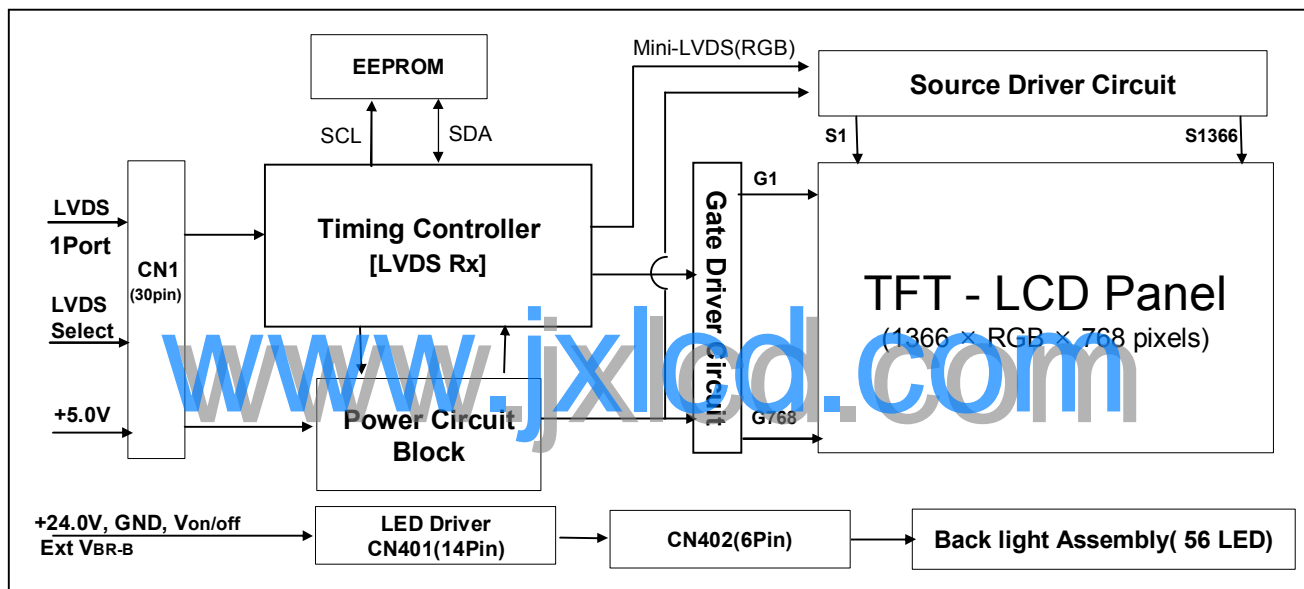 Mini-LVDS(RGB)
EEPROM
Source Driver Circuit
SCL
SDA
S1
S1366
LVDS
1Port
CN1
(30pin)
Timing Controller
[LVDS Rx]
Gate Driver Circuit
G1
TFT - LCD Panel
(1366 × RGB × 768 pixels)
LVDS
Select
www.jxlcd.com
+5.0V
Power Circuit
Block
G768
+24.0V, GND, Von/off
Ext VBR-B
LED Driver
CN401(14Pin)
CN402(6Pin)
Back light Assembly( 56 LED)